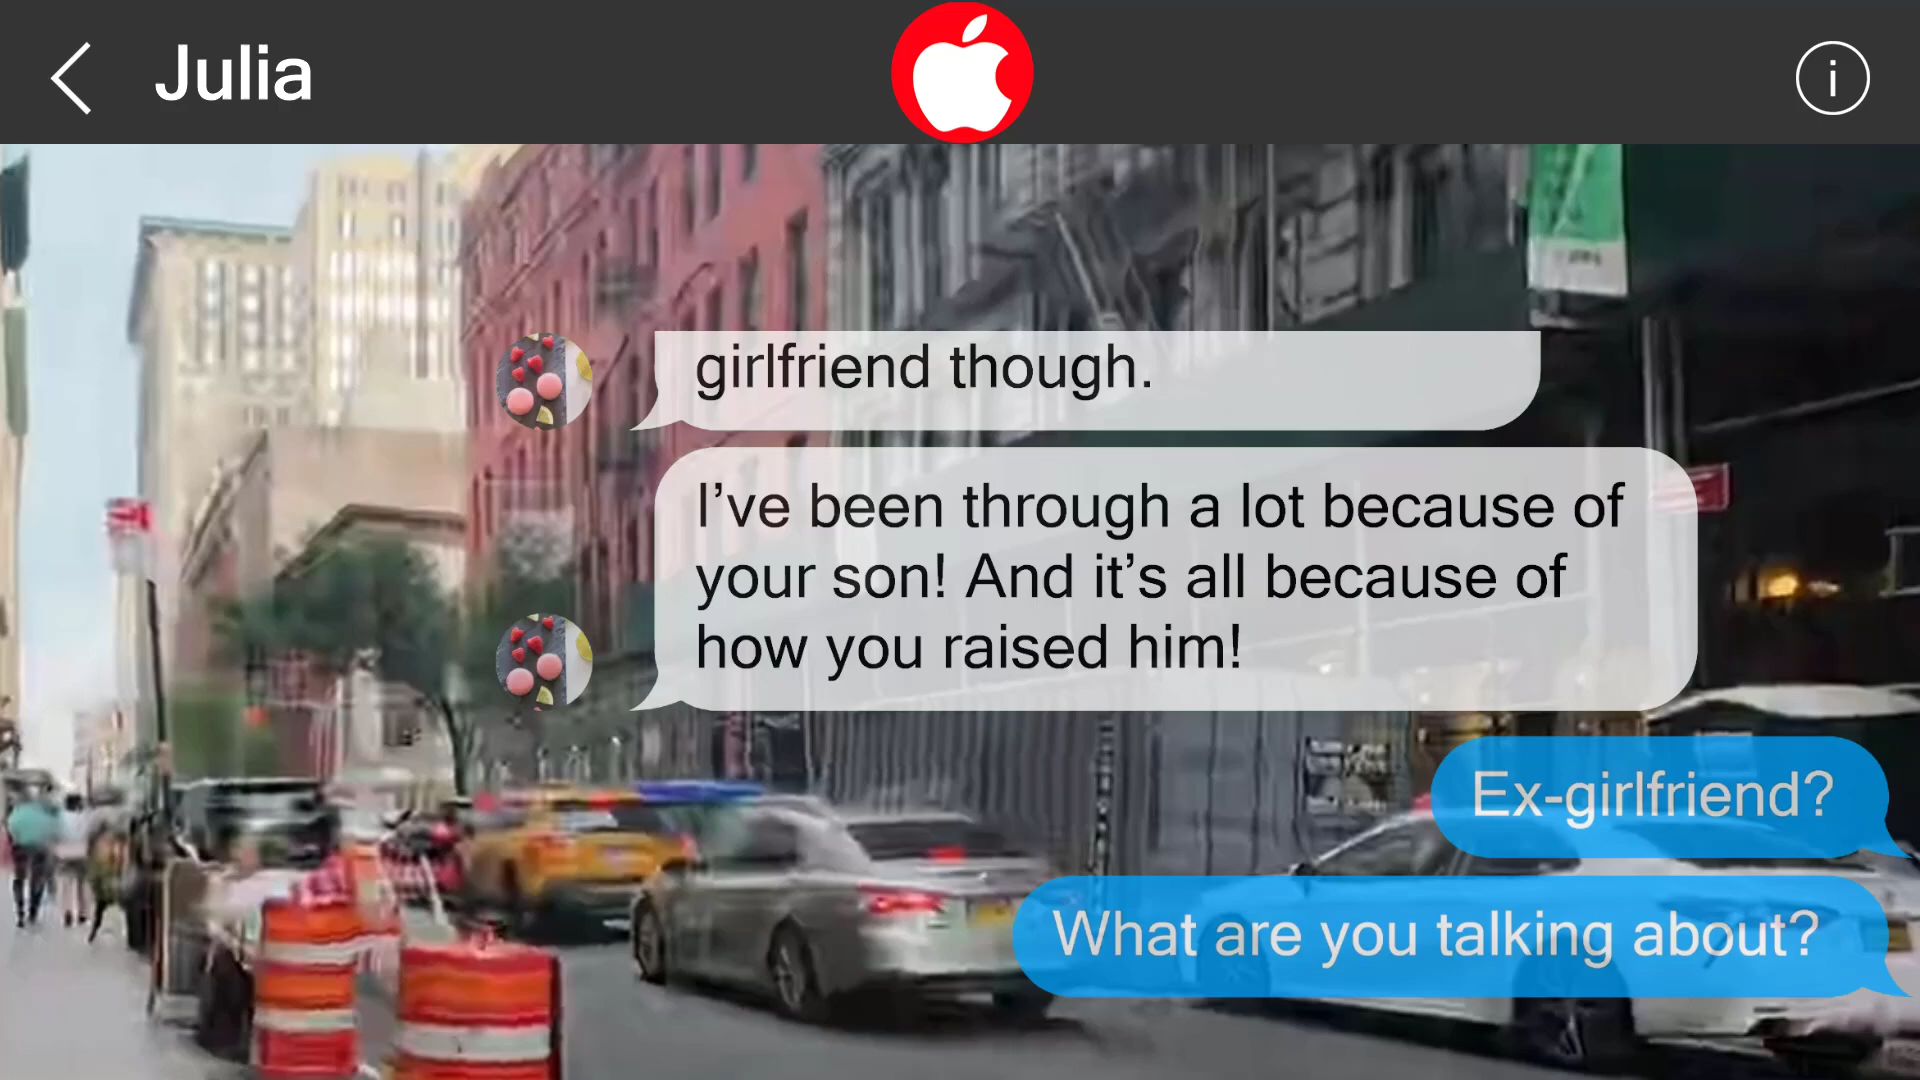 Julia
girlfriend though.
I’ve been through a lot because of
your son! And it’s all because of
how you raised him!
Ex-girlfriend?
What are you talking about?